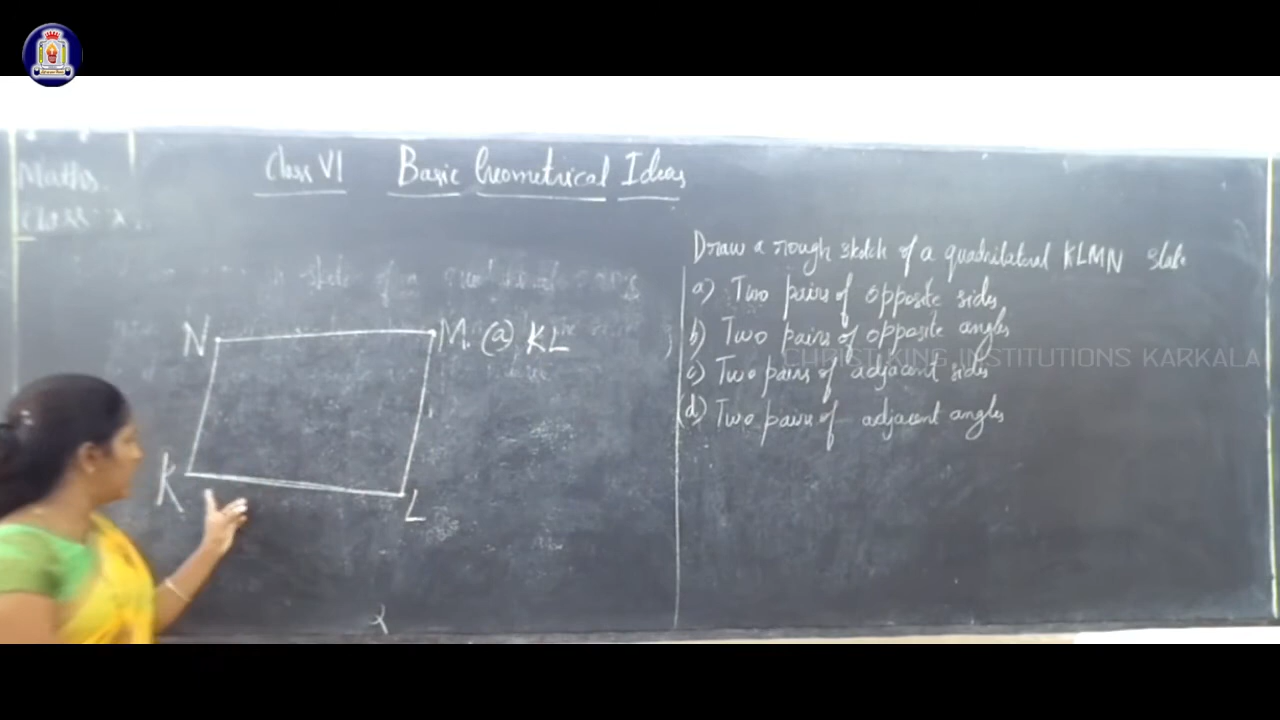 Maths
Class VI Basic Geometrical Ideas
Class : X
Draw a rough sketch of a quadrilateral KLMN state
a) Two pairs of opposite sides,
b) Two pairs of opposite angles
c) Two pairs of adjacent sides
(d) Two pairs of adjacent angles
N M. (a) KL
K L
CHRIST KING INSTITUTIONS KARKALA